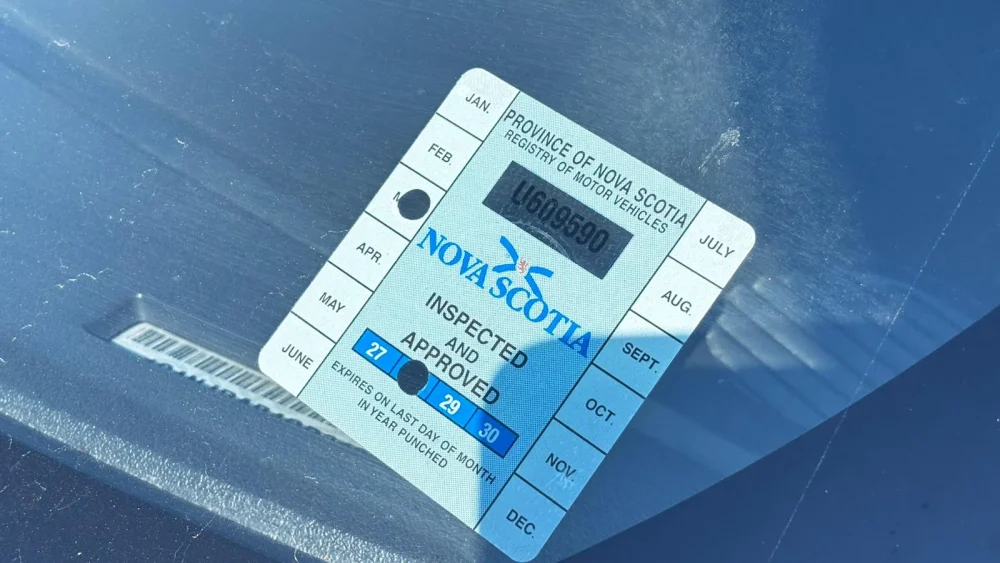 JAN.
FEB.
APR.
MAY
JUNE
PROVINCE OF NOVA SCOTIA
REGISTRY OF MOTOR VEHICLES
U609590
NOVA SCOTIA
INSPECTED
AND
APPROVED
27 29 30
EXPIRES ON LAST DAY OF MONTH
IN YEAR PUNCHED
JULY
AUG.
SEPT.
OCT.
NOV.
DEC.